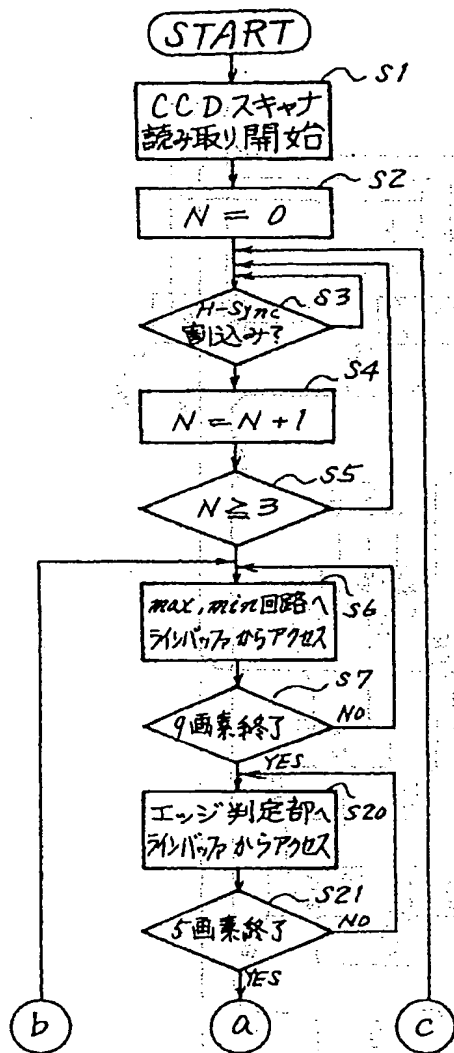 START
S1
CCDスキャナ
読み取り開始
S2
N = 0
S3
H-Sync
割込み?
S4
N = N + 1
S5
N ≧ 3
S6
max, min回路へ
ラインバッファからアクセス
S7
9画素終了
NO
YES
S20
エッジ判定部へ
ラインバッファからアクセス
S21
5画素終了
NO
YES
b
a
c